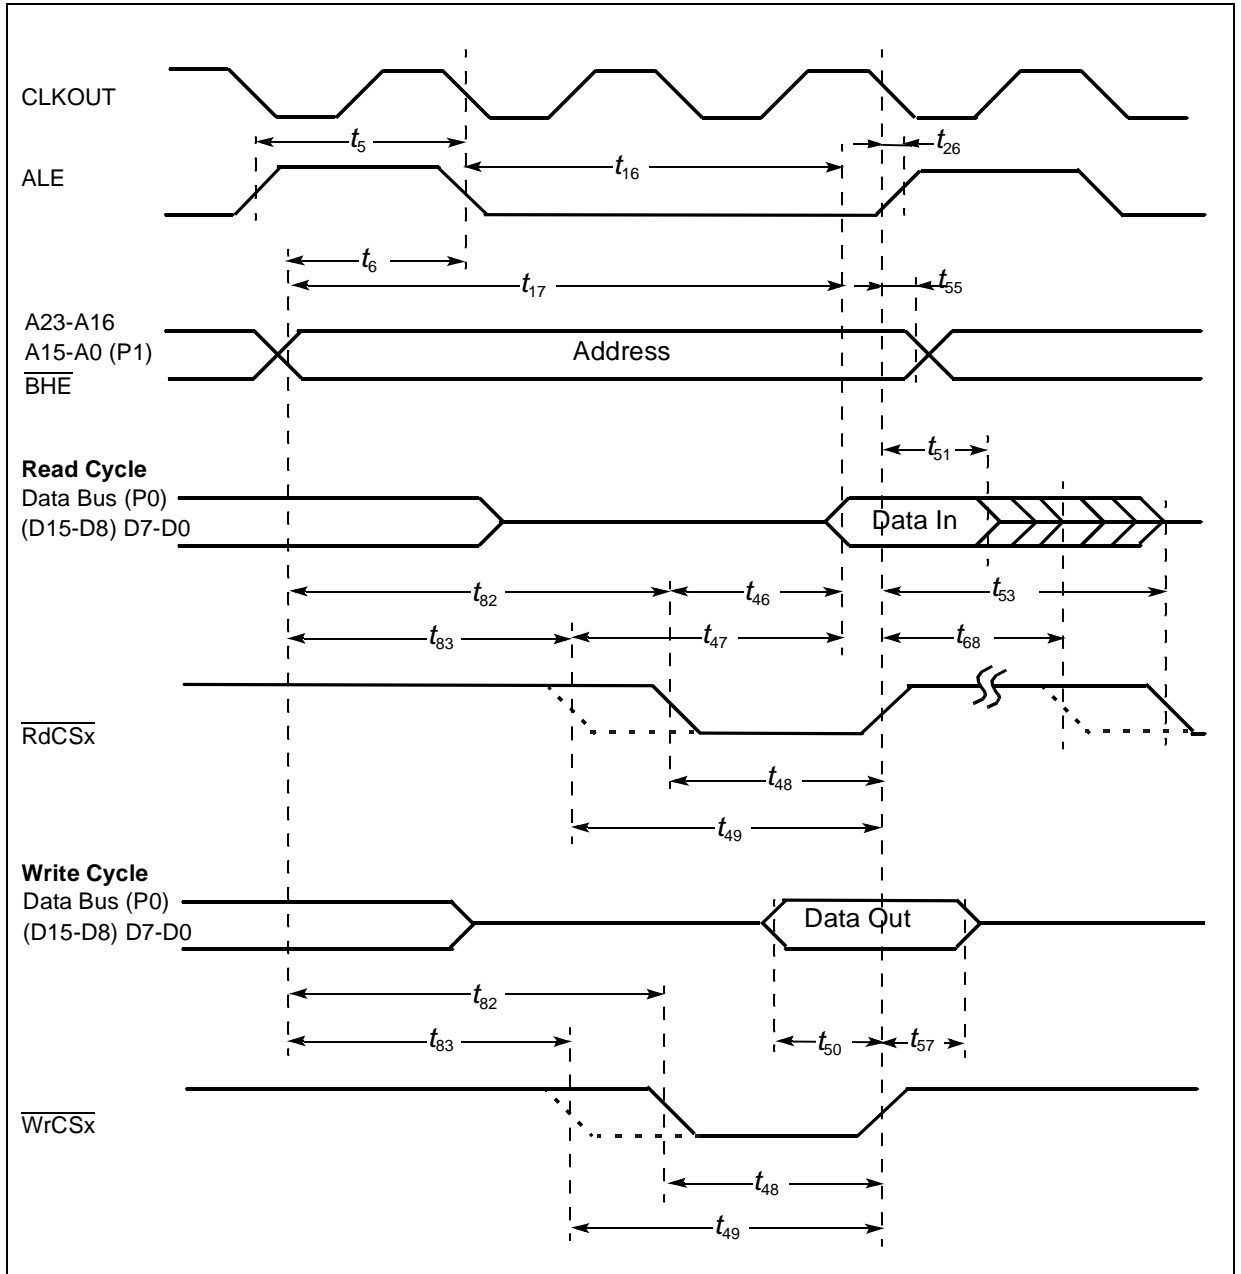 CLKOUT
t5
t26
ALE
t16
t6
t17
t55
A23-A16
A15-A0 (P1)
Address
BHE
t51
Read Cycle
Data Bus (P0)
(D15-D8) D7-D0
Data In
t82
t46
t53
t83
t47
t68
RdCSx
t48
t49
Write Cycle
Data Bus (P0)
(D15-D8) D7-D0
Data Out
t82
t83
t50
t57
WrCSx
t48
t49